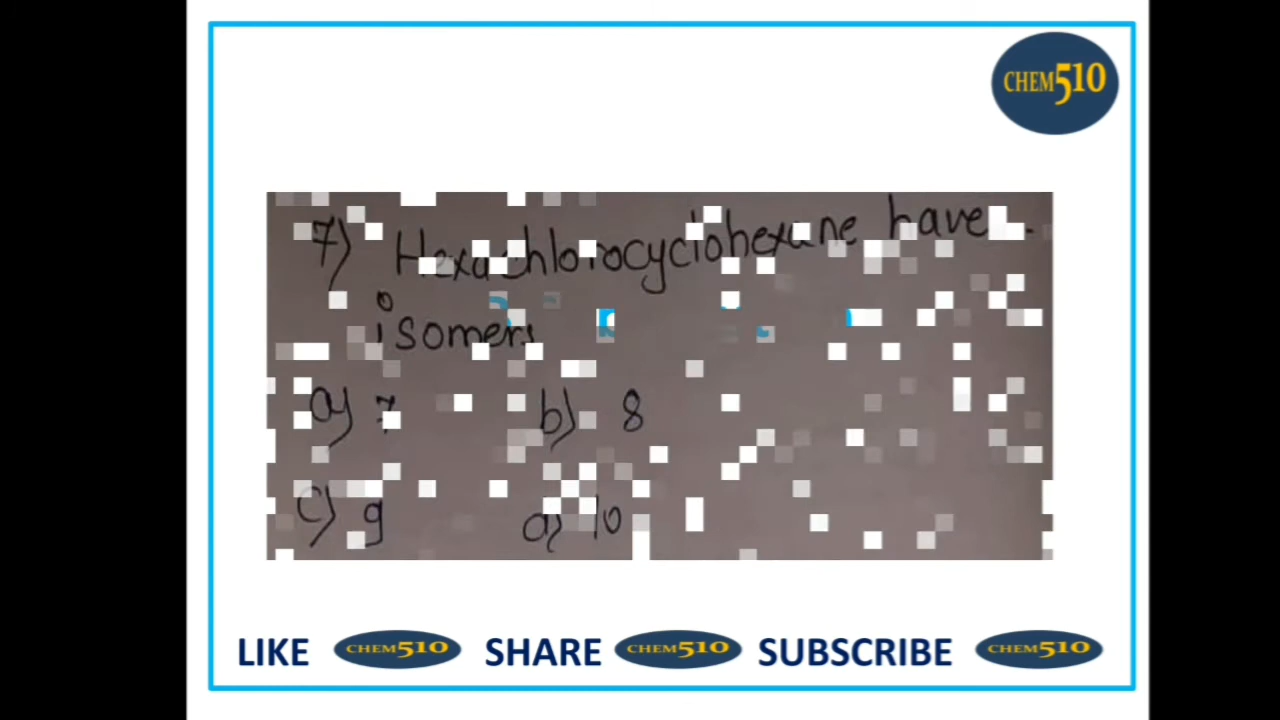 CHEM510
7) Hexachlorocyclohexane have .
isomers
a) 7 b) 8
c) 9 a) 10
LIKE CHEM510 SHARE CHEM510 SUBSCRIBE CHEM510